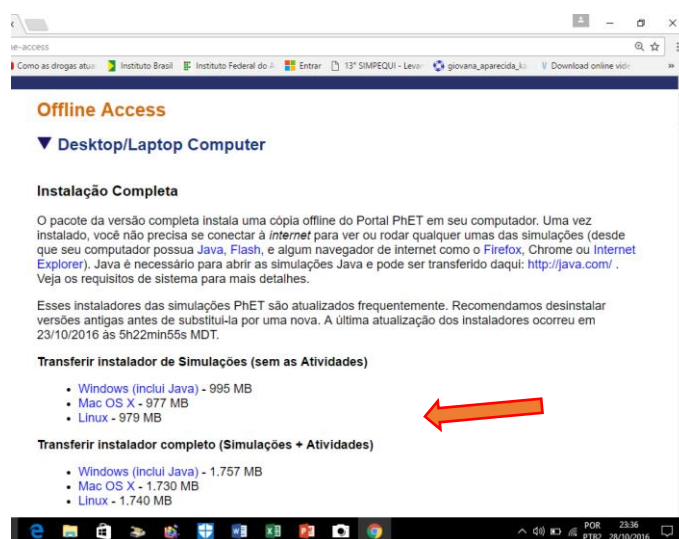 ne-access
Como as drogas atua
Instituto Brasil
Instituto Federal do A
Entrar
13° SIMPEQUI - Levan
giovana_aparecida_ka
Download online vide
»
Offline Access
▼ Desktop/Laptop Computer
Instalação Completa
O pacote da versão completa instala uma cópia offline do Portal PhET em seu computador. Uma vez
instalado, você não precisa se conectar à internet para ver ou rodar qualquer umas das simulações (desde
que seu computador possua Java, Flash, e algum navegador de internet como o Firefox, Chrome ou Internet
Explorer). Java é necessário para abrir as simulações Java e pode ser transferido daqui: http://java.com/ .
Veja os requisitos de sistema para mais detalhes.
Esses instaladores das simulações PhET são atualizados frequentemente. Recomendamos desinstalar
versões antigas antes de substitui-la por uma nova. A última atualização dos instaladores ocorreu em
23/10/2016 às 5h22min55s MDT.
Transferir instalador de Simulações (sem as Atividades)
• Windows (inclui Java) - 995 MB
• Mac OS X - 977 MB
• Linux - 979 MB
Transferir instalador completo (Simulações + Atividades)
• Windows (inclui Java) - 1.757 MB
• Mac OS X - 1.730 MB
• Linux - 1.740 MB
POR 23:36
PTB2 28/10/2016